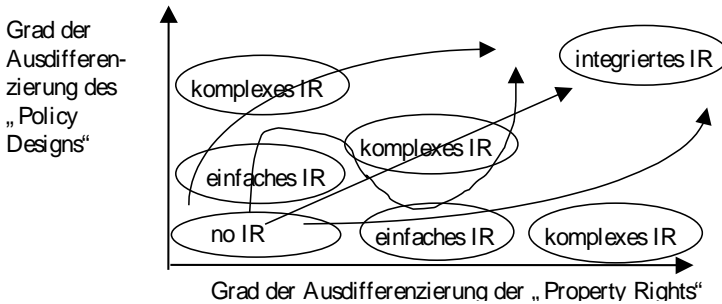 Grad der
Ausdifferen-
zierung des
„Policy
Designs“
integriertes IR
komplexes IR
komplexes IR
einfaches IR
no IR
einfaches IR
komplexes IR
Grad der Ausdifferenzierung der „Property Rights“